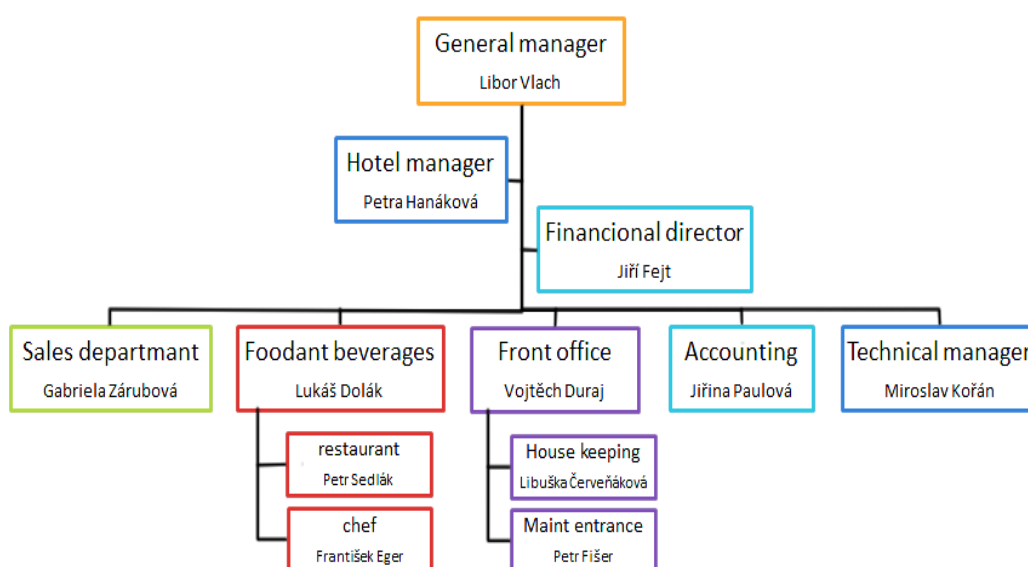 General manager
Libor Vlach
Hotel manager
Petra Hanáková
Financional director
Jiří Fejt
Sales departmant
Gabriela Zárubová
Foodant beverages
Lukáš Dolák
Front office
Vojtěch Duraj
Accounting
Jiřina Paulová
Technical manager
Miroslav Kořán
restaurant
Petr Sedlák
chef
František Eger
House keeping
Libuška Červeňáková
Maint entrance
Petr Fišer